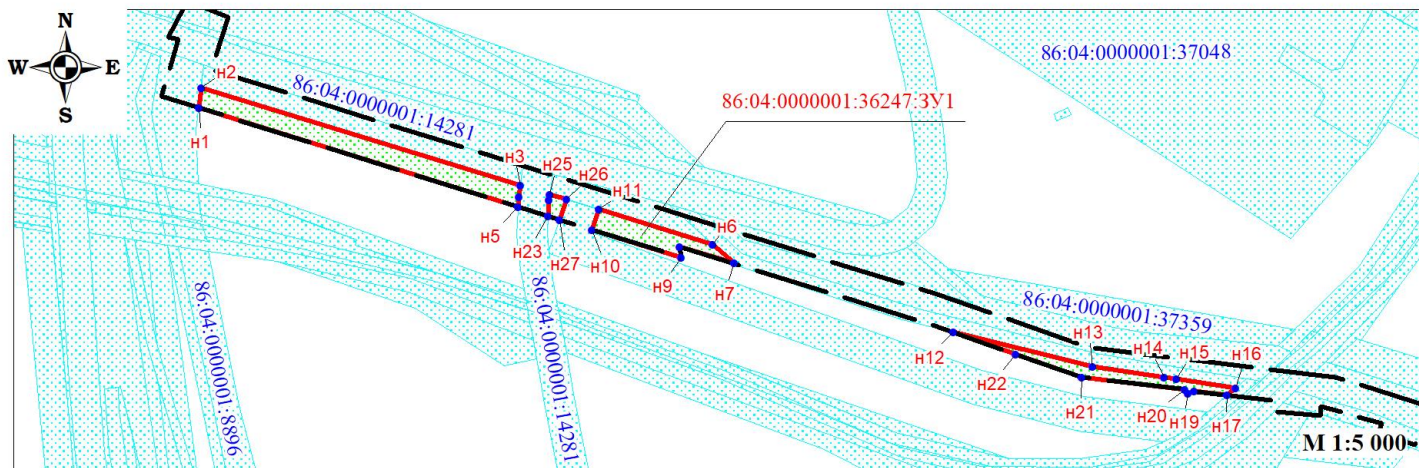 N
W E
S
86:04:0000001:37048
86:04:0000001:36247:ЗУ1
86:04:0000001:14281
н2
н1
н3
н25
н26
н11
н5
н23
н27
н10
н6
н9
н7
86:04:0000001:37359
н13
н14
н15
н16
н12
н22
н21
н20
н19
н17
86:04:0000001:8896
86:04:0000001:14281
М 1:5 000